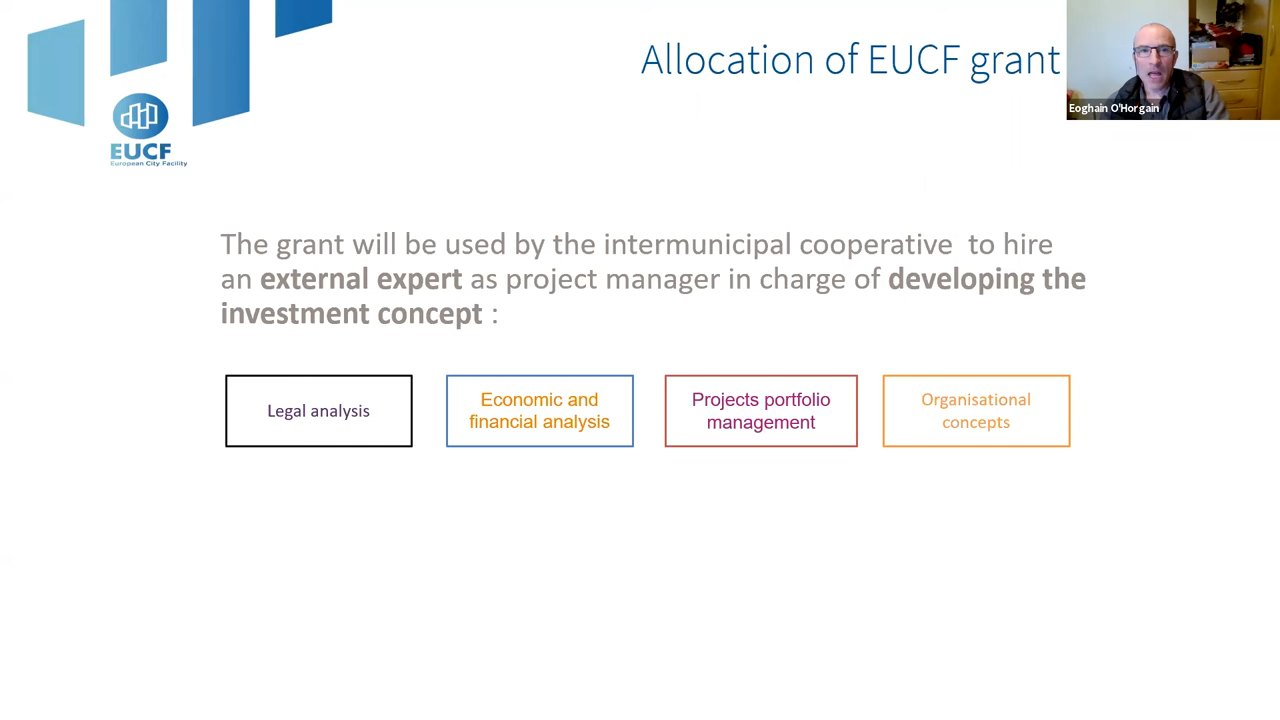 Allocation of EUCF grant
Eoghain O'Horgain
EUCF
European City Facility
The grant will be used by the intermunicipal cooperative to hire
an external expert as project manager in charge of developing the
investment concept :
Legal analysis
Economic and
financial analysis
Projects portfolio
management
Organisational
concepts